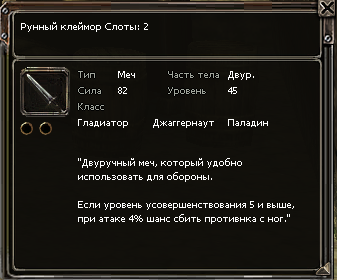 Рунный клеймор Слоты: 2
Тип Меч Часть тела Двур.
Сила 82 Уровень 45
Класс
Гладиатор Джаггернаут Паладин
"Двуручный меч, который удобно
использовать для обороны.
Если уровень усовершенствования 5 и выше,
при атаке 4% шанс сбить противнка с ног."